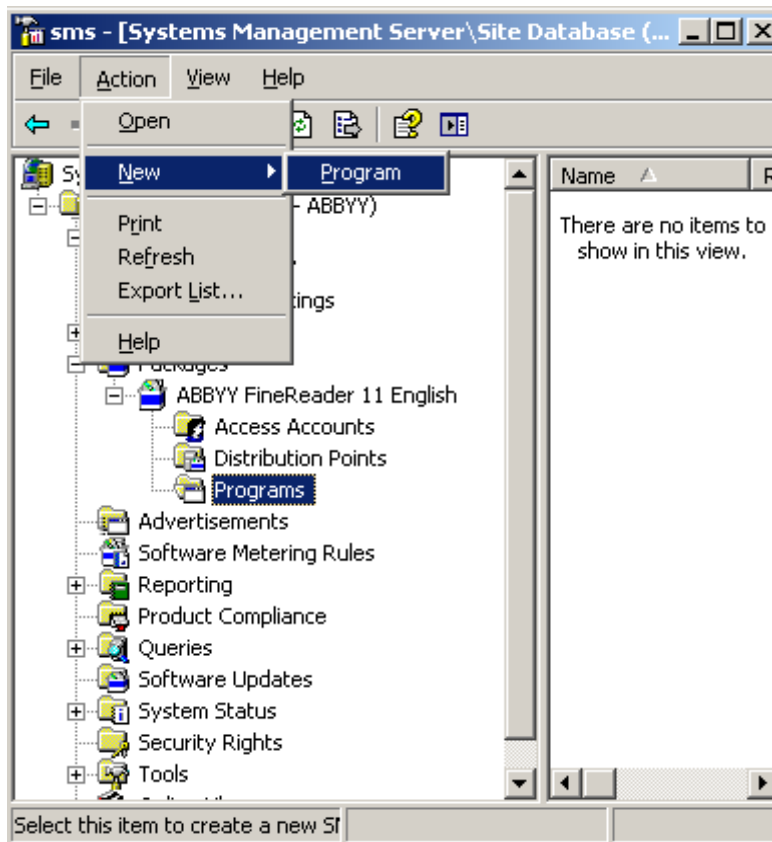 sms - [Systems Management Server\Site Database (...
File Action View Help
Open
New
Program
Print
Refresh
Export List...
Help
- ABBYY)
ings
Packages
ABBYY FineReader 11 English
Access Accounts
Distribution Points
Programs
Advertisements
Software Metering Rules
Reporting
Product Compliance
Queries
Software Updates
System Status
Security Rights
Tools
Name
There are no items to
show in this view.
Select this item to create a new